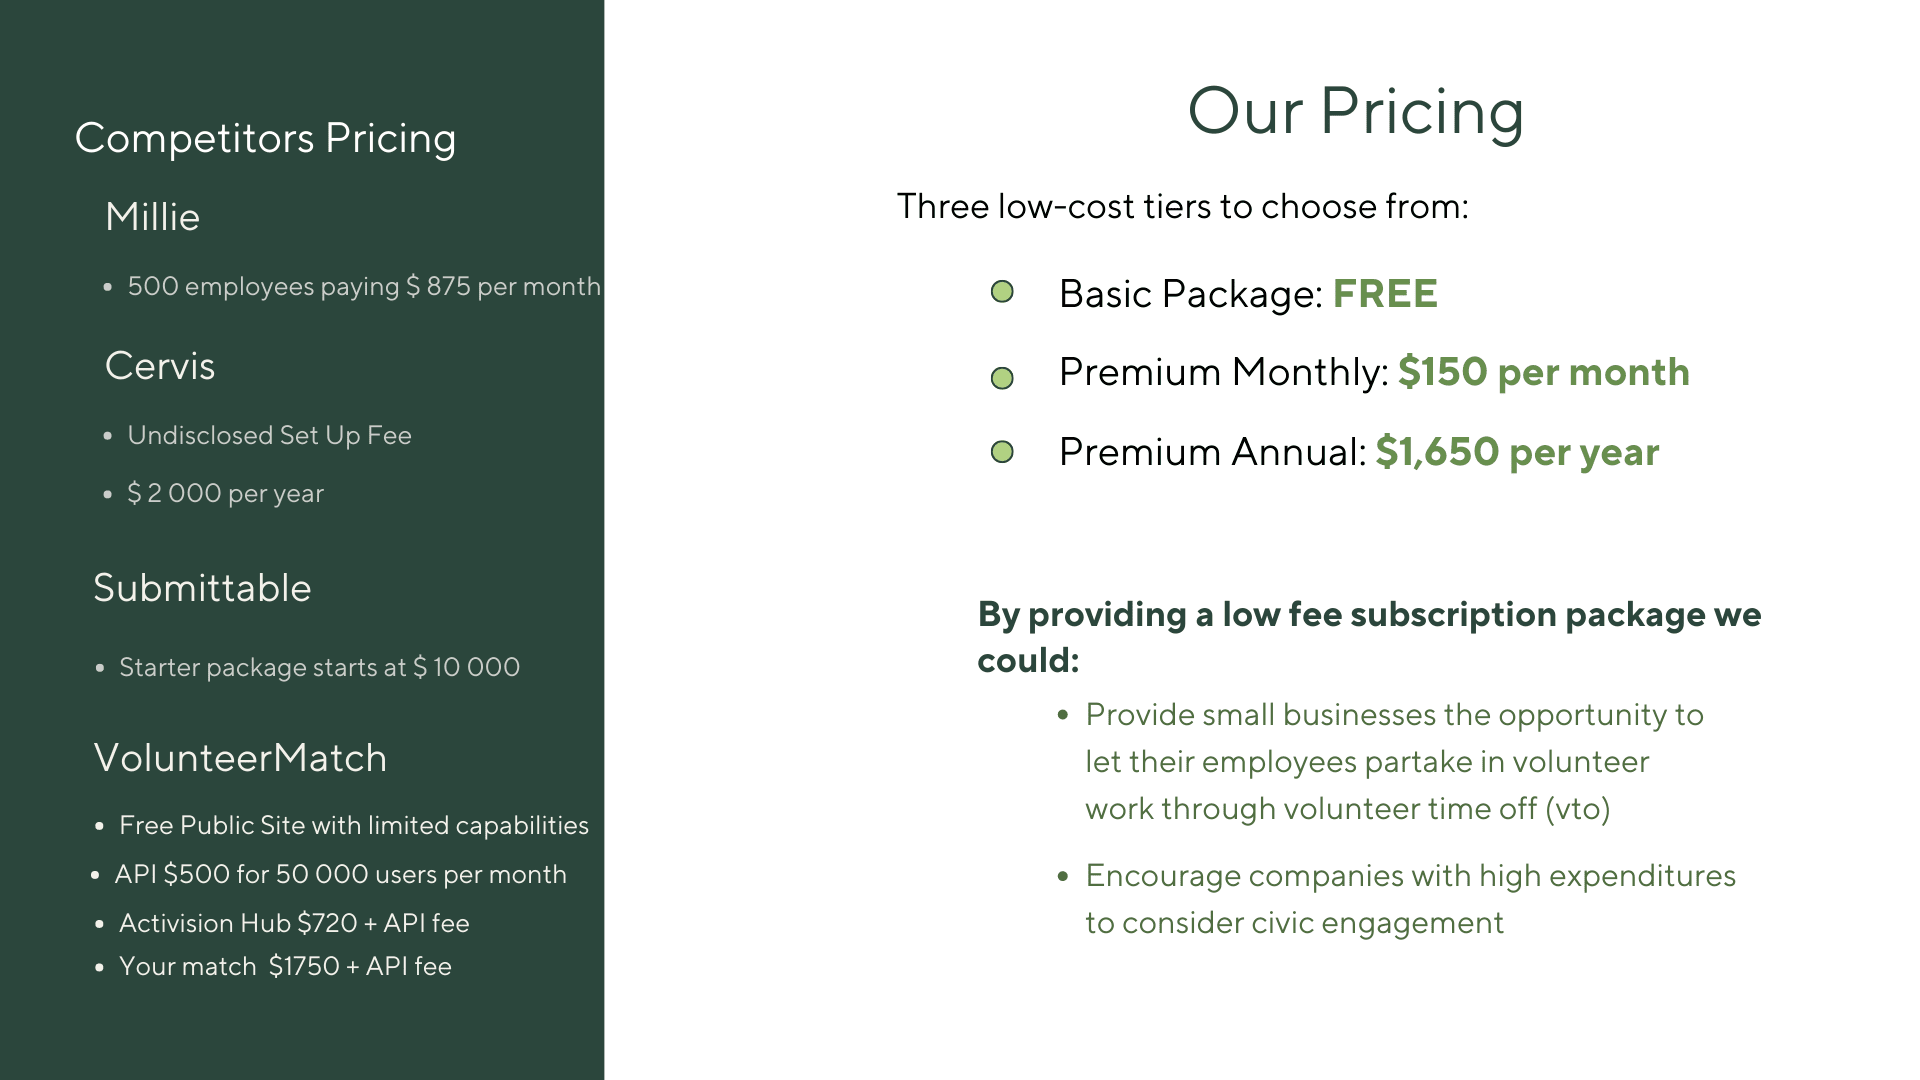 Competitors Pricing
Millie
• 500 employees paying $ 875 per month
Cervis
• Undisclosed Set Up Fee
• $ 2 000 per year
Submittable
• Starter package starts at $ 10 000
VolunteerMatch
• Free Public Site with limited capabilities
• API $500 for 50 000 users per month
• Activision Hub $720 + API fee
• Your match  $1750 + API fee
Our Pricing
Three low-cost tiers to choose from:
Basic Package: FREE
Premium Monthly: $150 per month
Premium Annual: $1,650 per year
By providing a low fee subscription package we
could:
• Provide small businesses the opportunity to
let their employees partake in volunteer
work through volunteer time off (vto)
• Encourage companies with high expenditures
to consider civic engagement